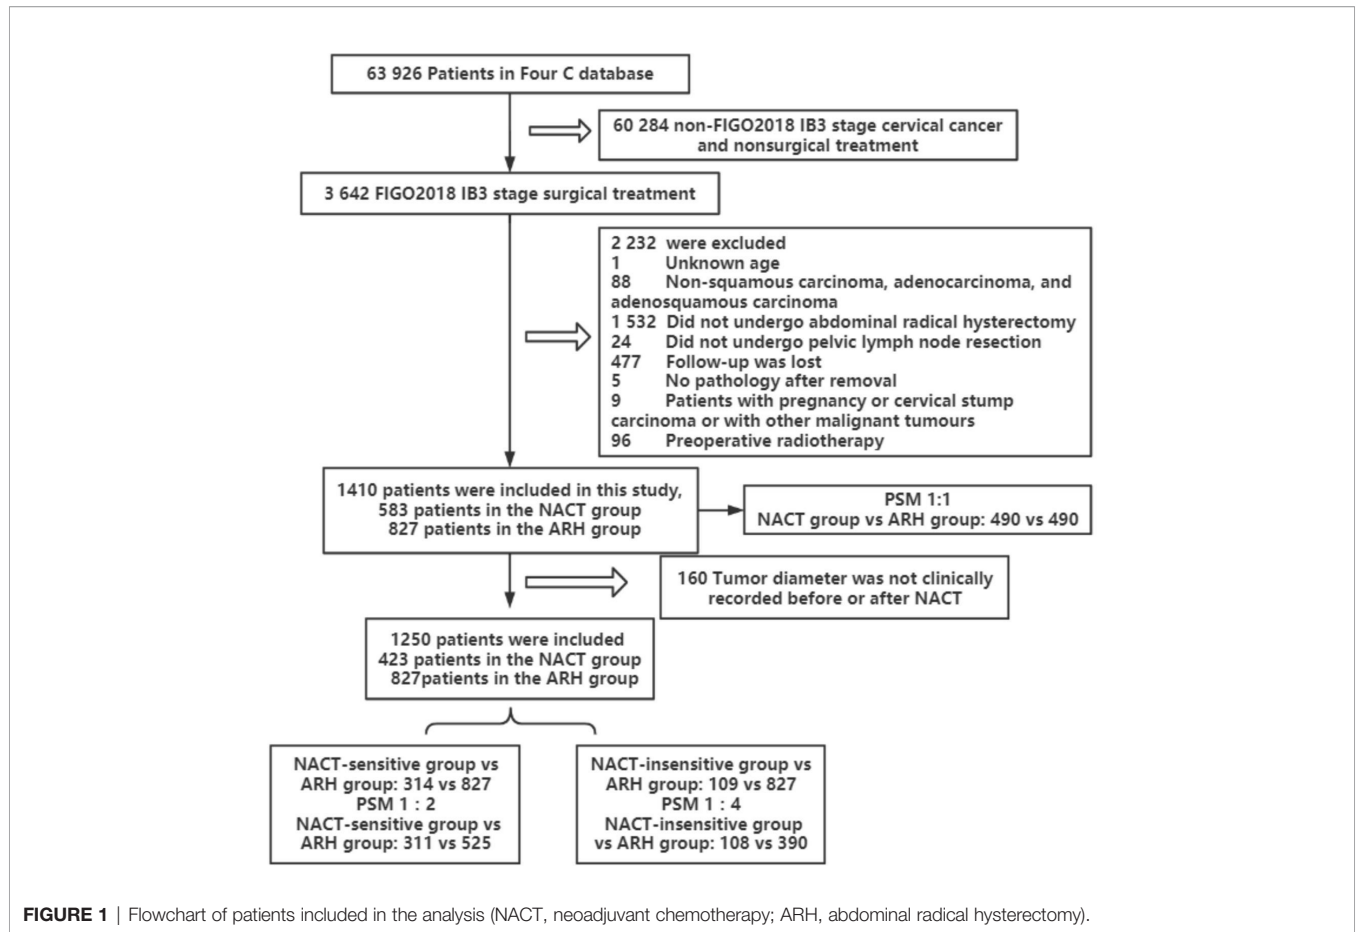 63 926 Patients in Four C database
60 284 non-FIGO2018 IB3 stage cervical cancer
and nonsurgical treatment
3 642 FIGO2018 IB3 stage surgical treatment
2 232 were excluded
1 Unknown age
88 Non-squamous carcinoma, adenocarcinoma, and
adenosquamous carcinoma
1 532 Did not undergo abdominal radical hysterectomy
24 Did not undergo pelvic lymph node resection
477 Follow-up was lost
5 No pathology after removal
9 Patients with pregnancy or cervical stump
carcinoma or with other malignant tumours
96 Preoperative radiotherapy
1410 patients were included in this study,
583 patients in the NACT group
827 patients in the ARH group
PSM 1:1
NACT group vs ARH group: 490 vs 490
160 Tumor diameter was not clinically
recorded before or after NACT
1250 patients were included
423 patients in the NACT group
827patients in the ARH group
NACT-sensitive group vs
ARH group: 314 vs 827
PSM 1 : 2
NACT-sensitive group vs
ARH group: 311 vs 525
NACT-insensitive group vs
ARH group: 109 vs 827
PSM 1 : 4
NACT-insensitive group
vs ARH group: 108 vs 390
FIGURE 1 | Flowchart of patients included in the analysis (NACT, neoadjuvant chemotherapy; ARH, abdominal radical hysterectomy).